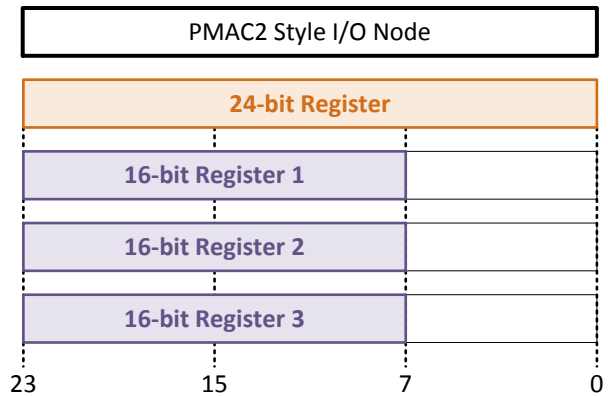 PMAC2 Style I/O Node
24-bit Register
16-bit Register 1
16-bit Register 2
16-bit Register 3
23 15 7 0